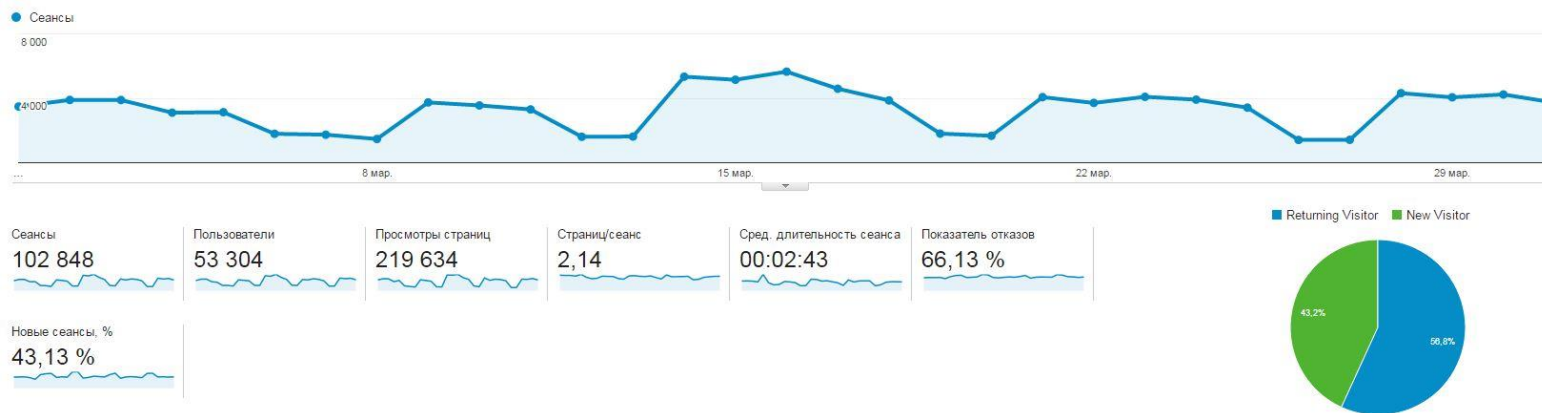 Сеансы
8 000
4 000
...
8 мар.
15 мар.
22 мар.
29 мар.
Returning Visitor
New Visitor
Сеансы
102 848
Пользователи
53 304
Просмотры страниц
219 634
Страниц/сеанс
2,14
Сред. длительность сеанса
00:02:43
Показатель отказов
66,13 %
43,2%
56,8%
Новые сеансы, %
43,13 %